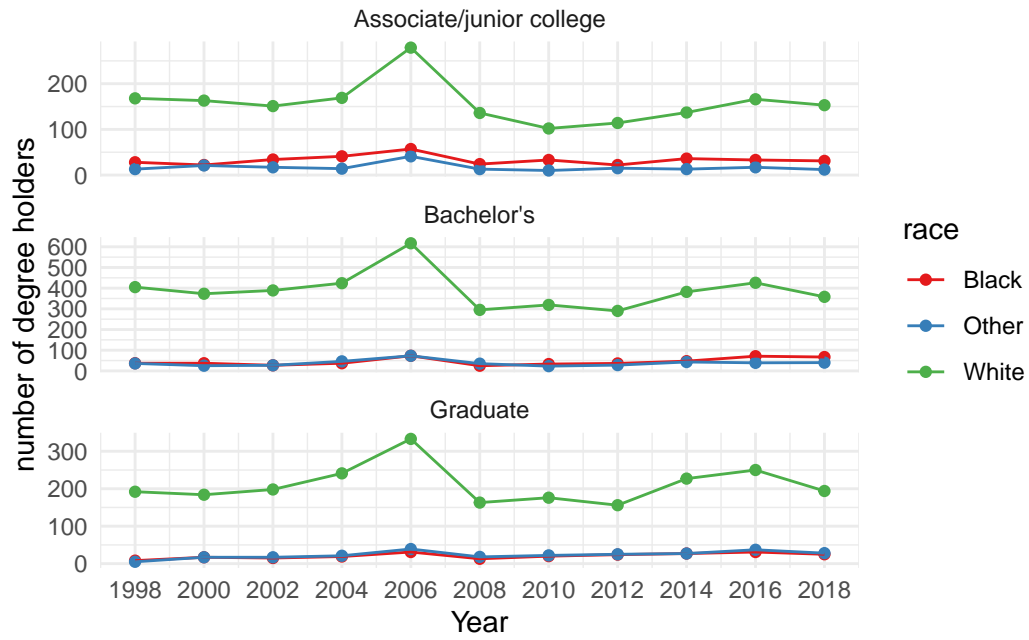 Associate/junior college
200
100
0
Bachelor's
600
500
400
300
200
100
0
Graduate
300
200
100
0
1998 2000 2002 2004 2006 2008 2010 2012 2014 2016 2018
Year
number of degree holders
race
Black
Other
White